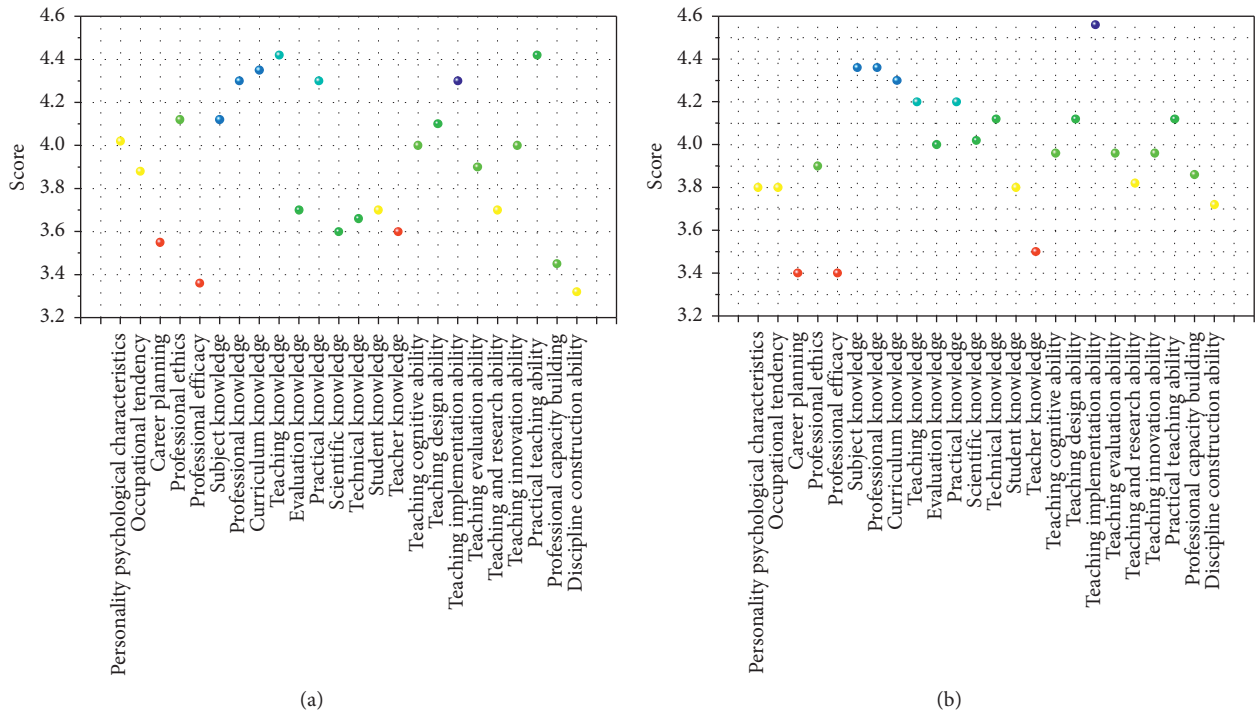 4.6
4.4
4.2
4.0
3.8
3.6
3.4
3.2
Score
Personality psychological characteristics
Occupational tendency
Career planning
Professional ethics
Professional efficacy
Subject knowledge
Professional knowledge
Curriculum knowledge
Teaching knowledge
Evaluation knowledge
Practical knowledge
Scientific knowledge
Technical knowledge
Student knowledge
Teacher knowledge
Teaching cognitive ability
Teaching design ability
Teaching implementation ability
Teaching evaluation ability
Teaching and research ability
Teaching innovation ability
Practical teaching ability
Professional capacity building
Discipline construction ability
(a)
4.6
4.4
4.2
4.0
3.8
3.6
3.4
3.2
Score
Personality psychological characteristics
Occupational tendency
Career planning
Professional ethics
Professional efficacy
Subject knowledge
Professional knowledge
Curriculum knowledge
Teaching knowledge
Evaluation knowledge
Practical knowledge
Scientific knowledge
Technical knowledge
Student knowledge
Teacher knowledge
Teaching cognitive ability
Teaching design ability
Teaching implementation ability
Teaching evaluation ability
Teaching and research ability
Teaching innovation ability
Practical teaching ability
Professional capacity building
Discipline construction ability
(b)